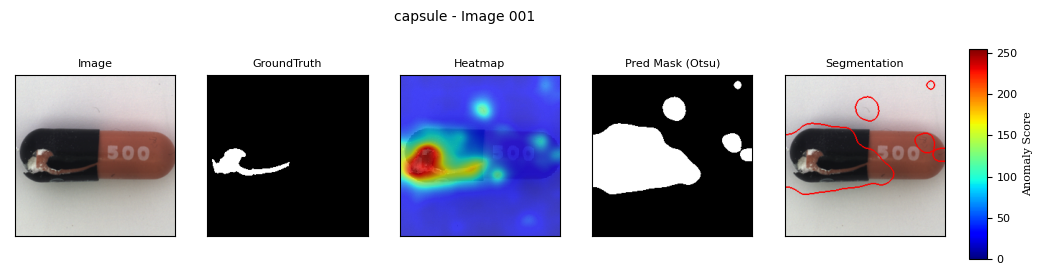 capsule - Image 001
Image
GroundTruth
Heatmap
Pred Mask (Otsu)
Segmentation
500
500
500
250
200
150
100
50
0
Anomaly Score